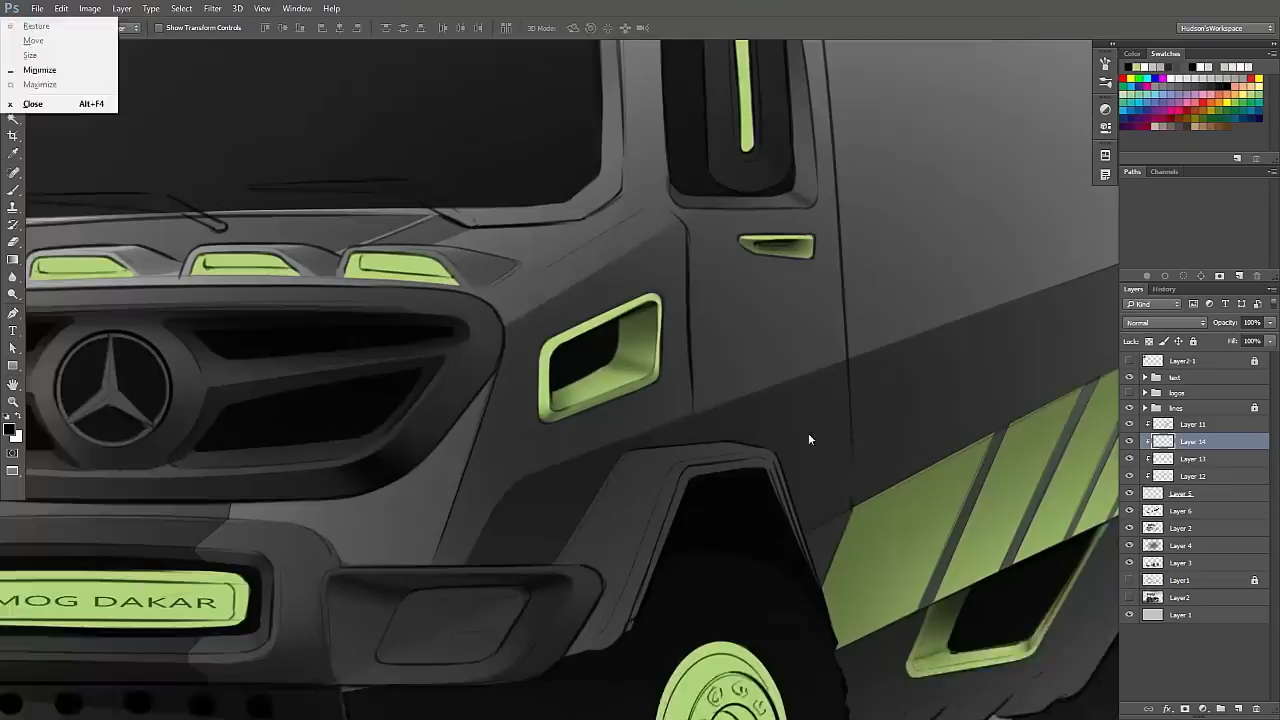 Ps File Edit Image Layer Type Select Filter 3D View Window Help
Show Transform Controls
3D Mode:
Hudson'sWorkspace
Restore
Move
Size
Minimize
Maximize
Close Alt+F4
Color Swatches
Paths Channels
Layers History
Kind
Normal Opacity: 100%
Lock: Fill: 100%
Layer2-1
text
logos
lines
Layer 11
Layer 14
Layer 13
Layer 12
Layer 5
Layer 6
Layer 2
Layer 4
Layer 3
Layer1
Layer2
Layer 1
MOG DAKAR